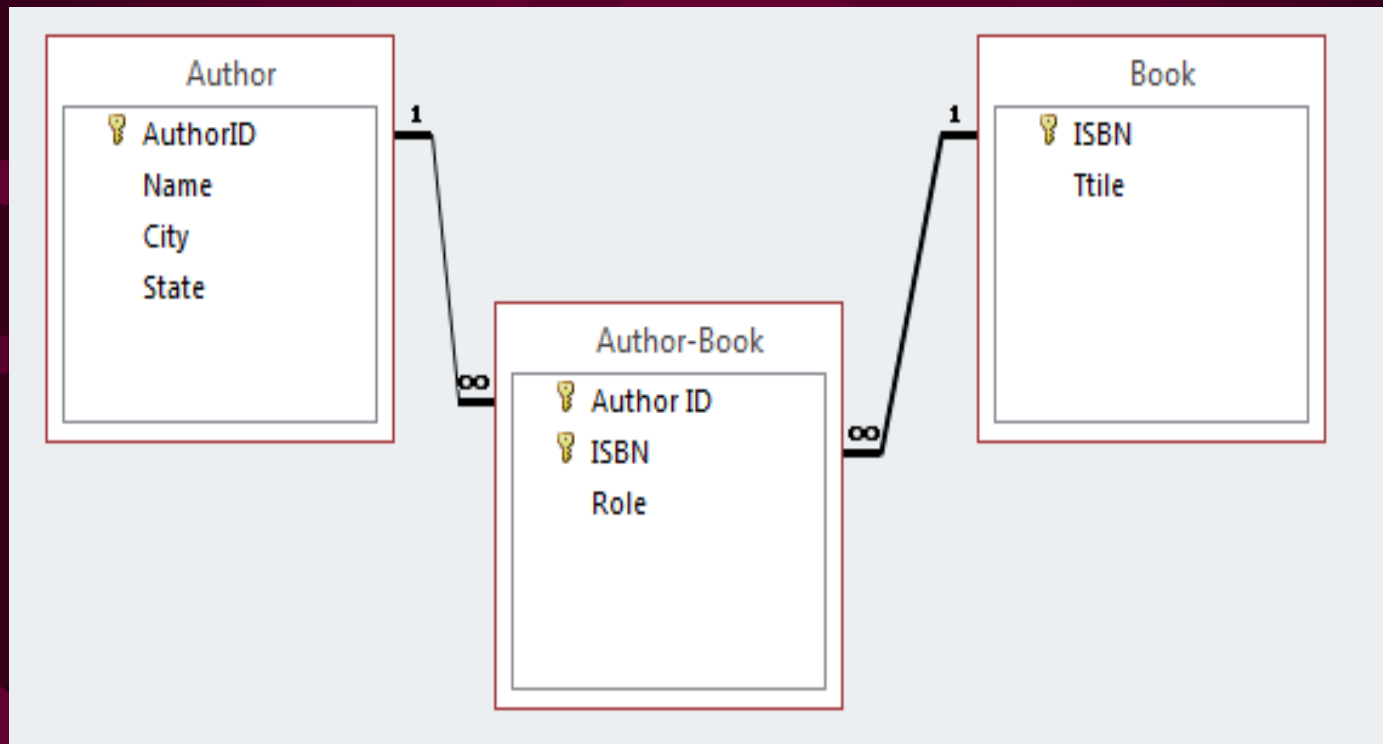 Author
AuthorID
Name
City
State
1
∞
Author-Book
Author ID
ISBN
Role
1
∞
Book
ISBN
Ttile